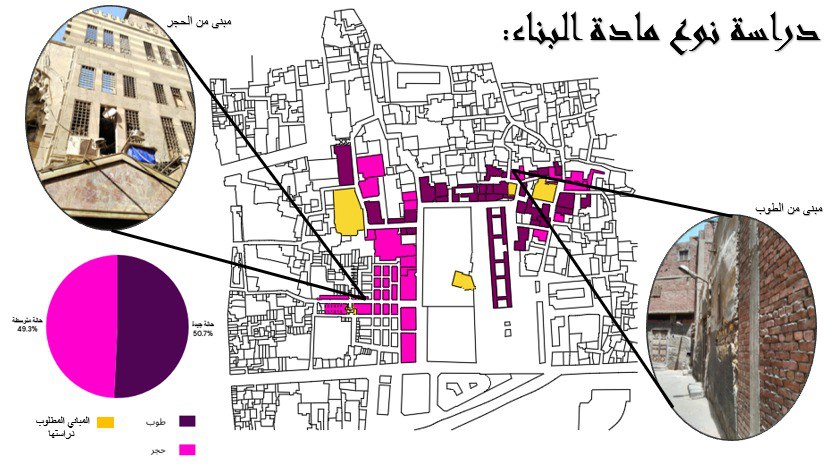 دراسة نوع مادة البناء:
مبنى من الحجر
مبنى من الطوب
حالة متوسطة
49.3%
حالة جيدة
50.7%
طوب
المباني المطلوب
دراستها
حجر